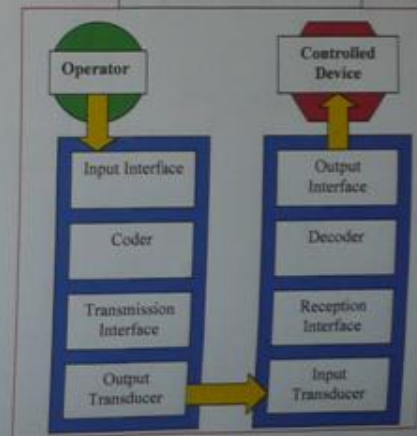 Operator
Controlled
Device
Input Interface
Coder
Transmission
Interface
Output
Transducer
Output
Interface
Decoder
Reception
Interface
Input
Transducer